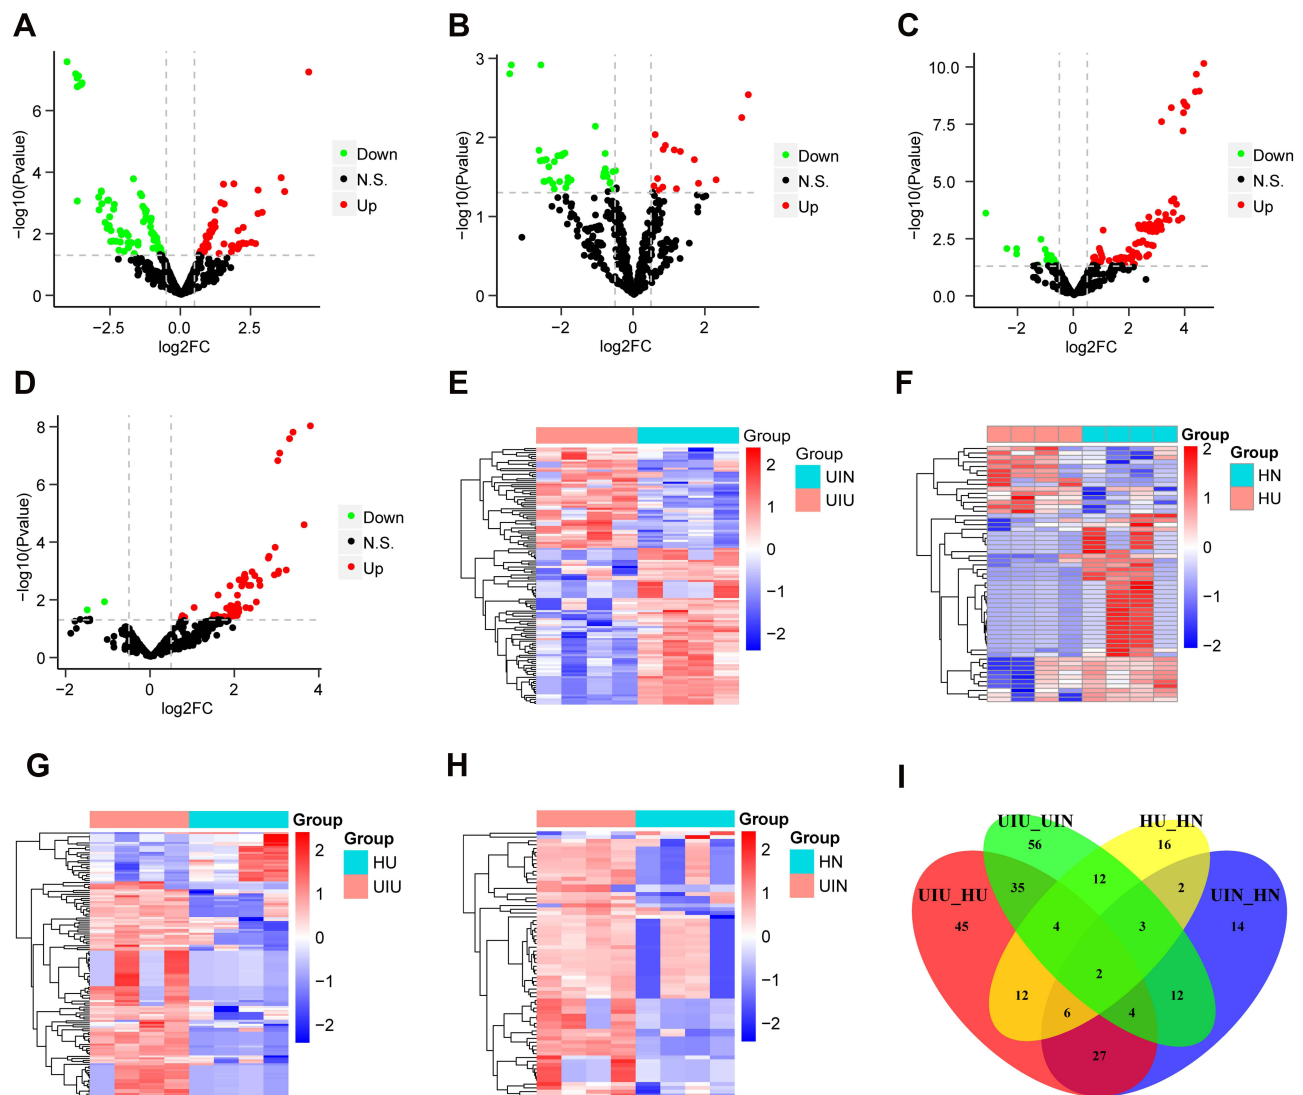 A
−log10(Pvalue)
6
4
2
0
−2.5
0.0
2.5
log2FC
Down
N.S.
Up
B
−log10(Pvalue)
3
2
1
0
−2
0
2
log2FC
Down
N.S.
Up
C
−log10(Pvalue)
10.0
7.5
5.0
2.5
0.0
−2
0
2
4
log2FC
Down
N.S.
Up
D
−log10(Pvalue)
8
6
4
2
0
−2
0
2
4
log2FC
Down
N.S.
Up
E
Group
2
1
0
−1
−2
Group
UIN
UIU
F
Group
2
1
0
−1
−2
Group
HN
HU
G
Group
2
1
0
−1
−2
Group
HU
UIU
H
Group
2
1
0
−1
−2
Group
HN
UIN
I
UIU_UIN
HU_HN
56
16
35
12
2
UIU_HU
UIN_HN
45
4
3
14
2
12
12
6
4
27